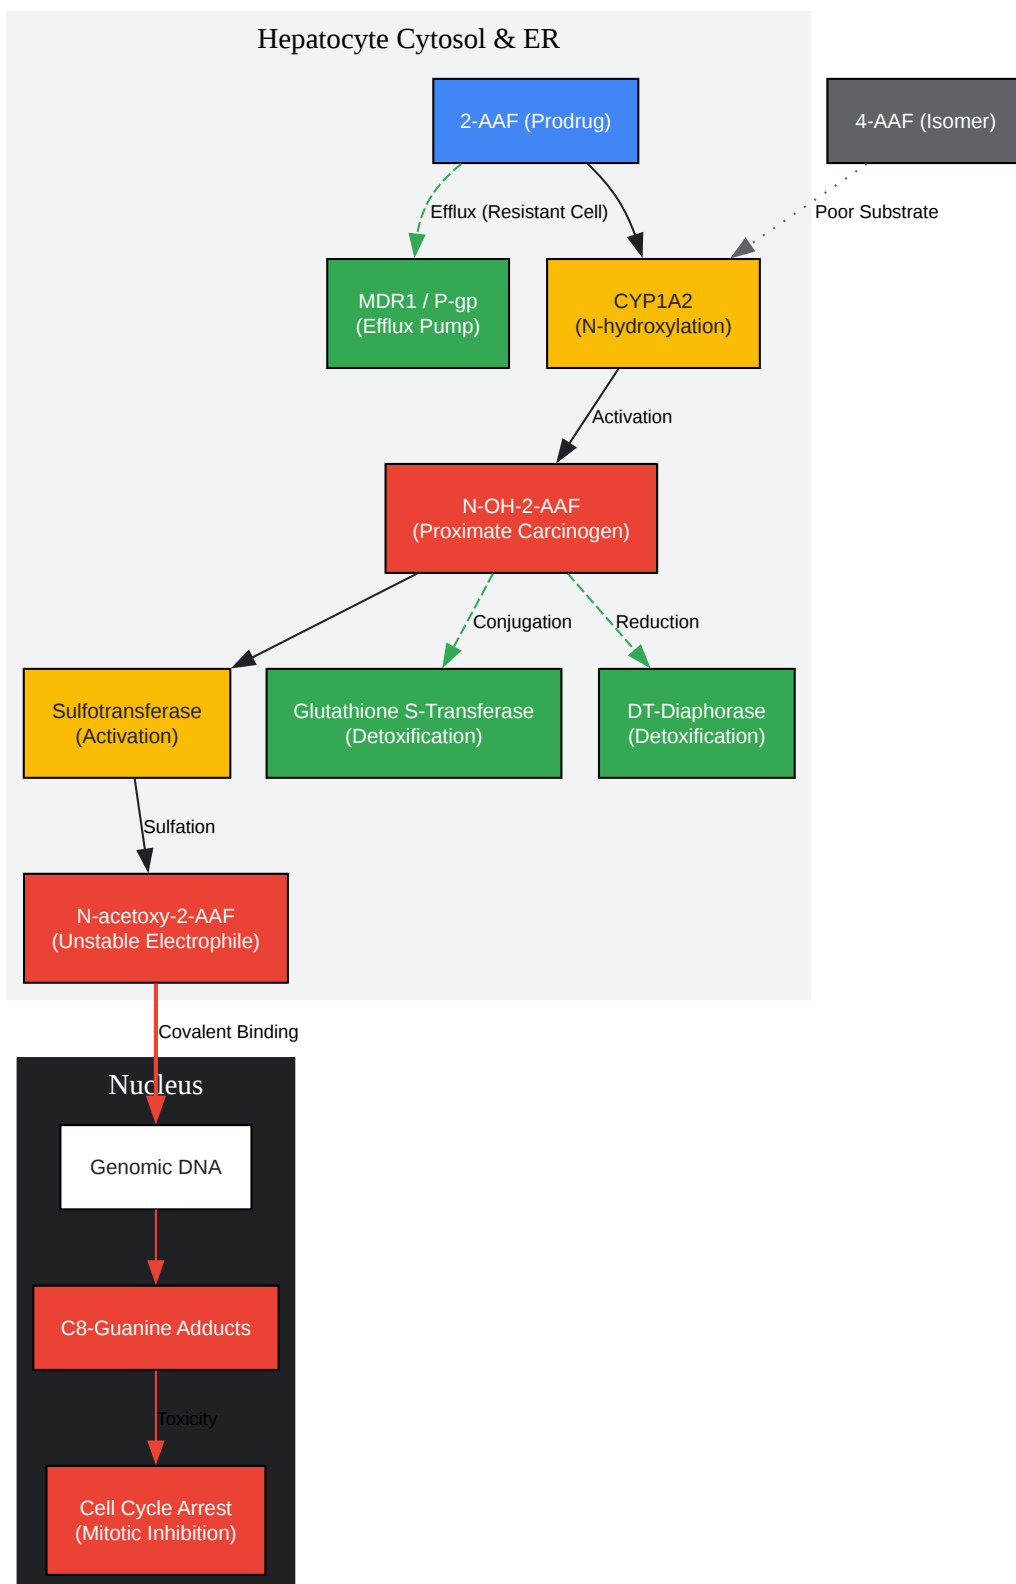 Hepatocyte Cytosol & ER
2-AAF (Prodrug)
4-AAF (Isomer)
Efflux (Resistant Cell)
Poor Substrate
MDR1 / P-gp
(Efflux Pump)
CYP1A2
(N-hydroxylation)
Activation
N-OH-2-AAF
(Proximate Carcinogen)
Conjugation
Reduction
Sulfotransferase
(Activation)
Glutathione S-Transferase
(Detoxification)
DT-Diaphorase
(Detoxification)
Sulfation
N-acetoxy-2-AAF
(Unstable Electrophile)
Covalent Binding
Nucleus
Genomic DNA
C8-Guanine Adducts
Toxicity
Cell Cycle Arrest
(Mitotic Inhibition)